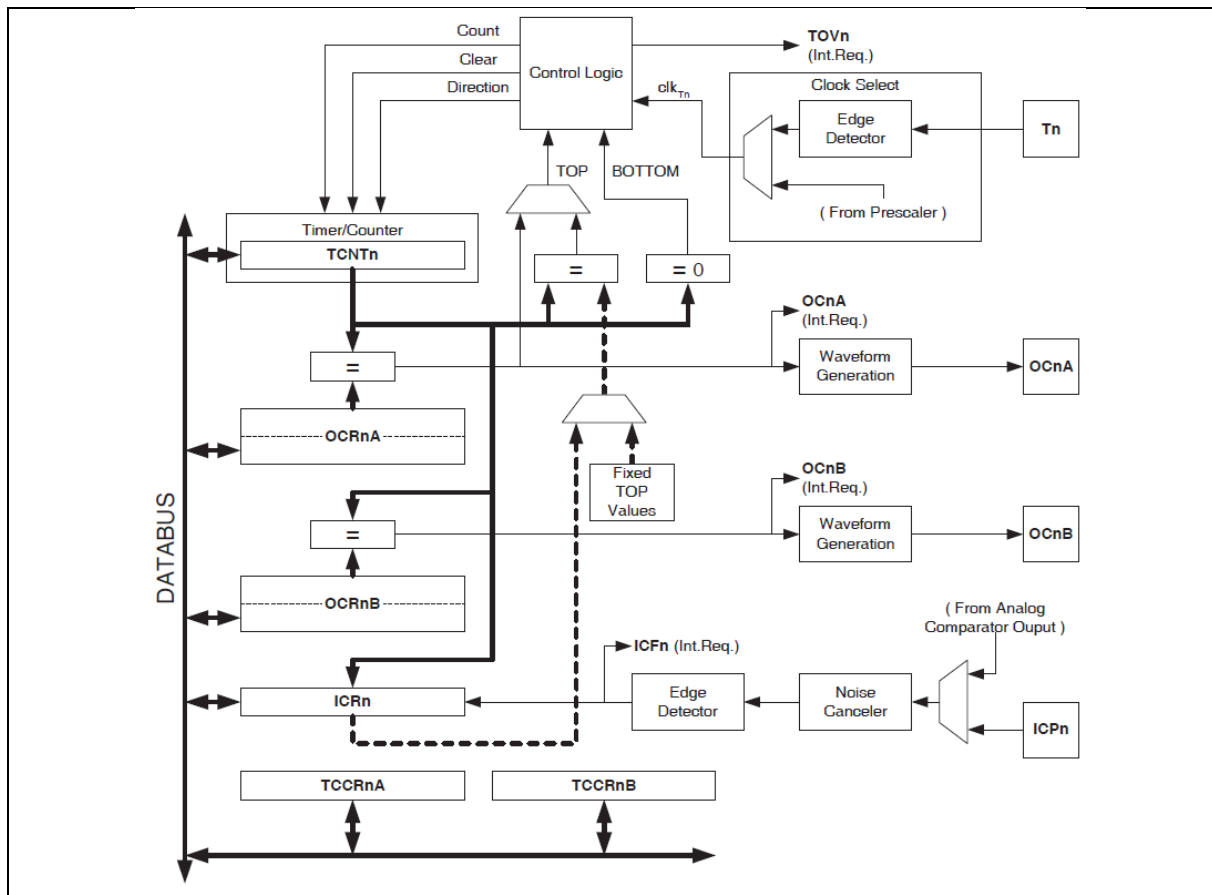 Count
Clear
Direction
Control Logic
TOVn
(Int.Req.)
clk Tn
Clock Select
Edge
Detector
Tn
( From Prescaler )
TOP
BOTTOM
Timer/Counter
TCNTn
=
= 0
OCnA
(Int.Req.)
=
Waveform
Generation
OCnA
OCRnA
Fixed
TOP
Values
OCnB
(Int.Req.)
=
Waveform
Generation
OCnB
OCRnB
DATABUS
( From Analog
Comparator Ouput )
ICFn (Int.Req.)
ICRn
Edge
Detector
Noise
Canceler
ICPn
TCCRnA
TCCRnB